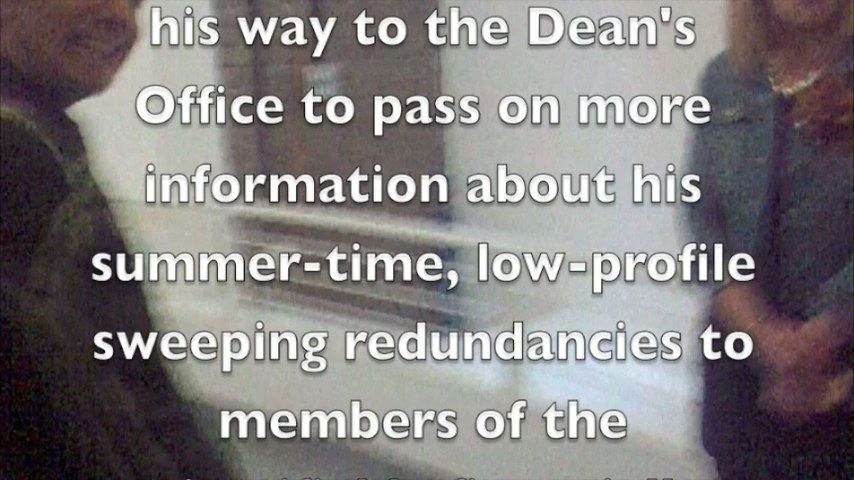 his way to the Dean's
Office to pass on more
information about his
summer-time, low-profile
sweeping redundancies to
members of the